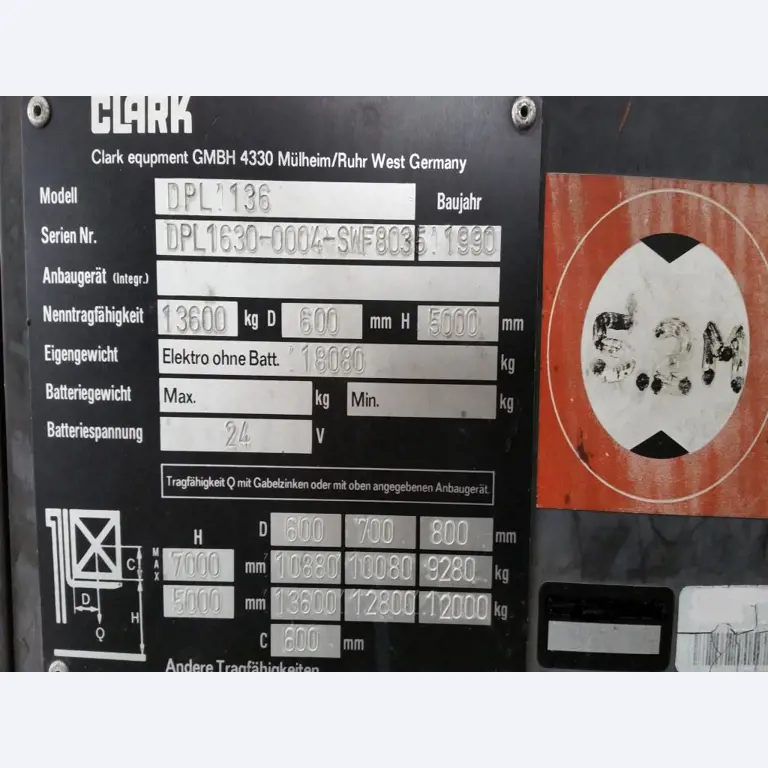 CLARK
Clark equpment GMBH 4330 Mülheim/Ruhr West Germany
Modell DPL1136 Baujahr
Serien Nr. DPL1630-0004-SWF8035 1990
Anbaugerät (Integr.)
Nenntragfähigkeit 13600 kg D 600 mm H 5000 mm
Eigengewicht Elektro ohne Batt. 18080 kg
Batteriegewicht Max. kg Min. kg
Batteriespannung 24 V
Tragfähigkeit Q mit Gabelzinken oder mit oben angegebenen Anbaugerät.
H D 600 700 800 mm
MAX 7000 mm 10880 10080 9280 kg
5000 mm 13600 12800 12000 kg
C 600 mm
C
D
H
Q
Andere Tragfähigkeiten
5.2M